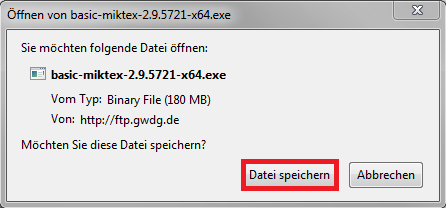 Öffnen von basic-miktex-2.9.5721-x64.exe
Sie möchten folgende Datei öffnen:
basic-miktex-2.9.5721-x64.exe
Vom Typ: Binary File (180 MB)
Von: http://ftp.gwdg.de
Möchten Sie diese Datei speichern?
Datei speichern Abbrechen